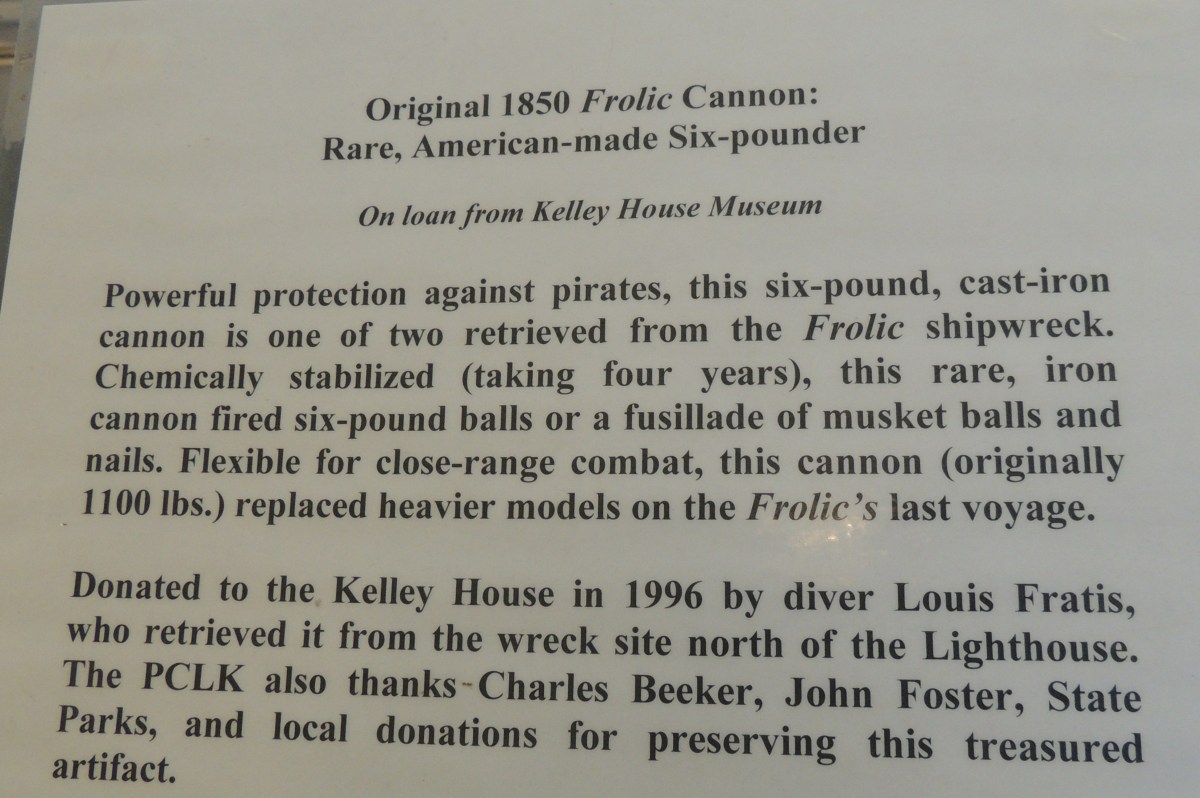 Original 1850 Frolic Cannon:
Rare, American-made Six-pounder
On loan from Kelley House Museum
Powerful protection against pirates, this six-pound, cast-iron
cannon is one of two retrieved from the Frolic shipwreck.
Chemically stabilized (taking four years), this rare, iron
cannon fired six-pound balls or a fusillade of musket balls and
nails. Flexible for close-range combat, this cannon (originally
1100 lbs.) replaced heavier models on the Frolic's last voyage.
Donated to the Kelley House in 1996 by diver Louis Fratis,
who retrieved it from the wreck site north of the Lighthouse.
The PCLK also thanks Charles Beeker, John Foster, State
Parks, and local donations for preserving this treasured
artifact.